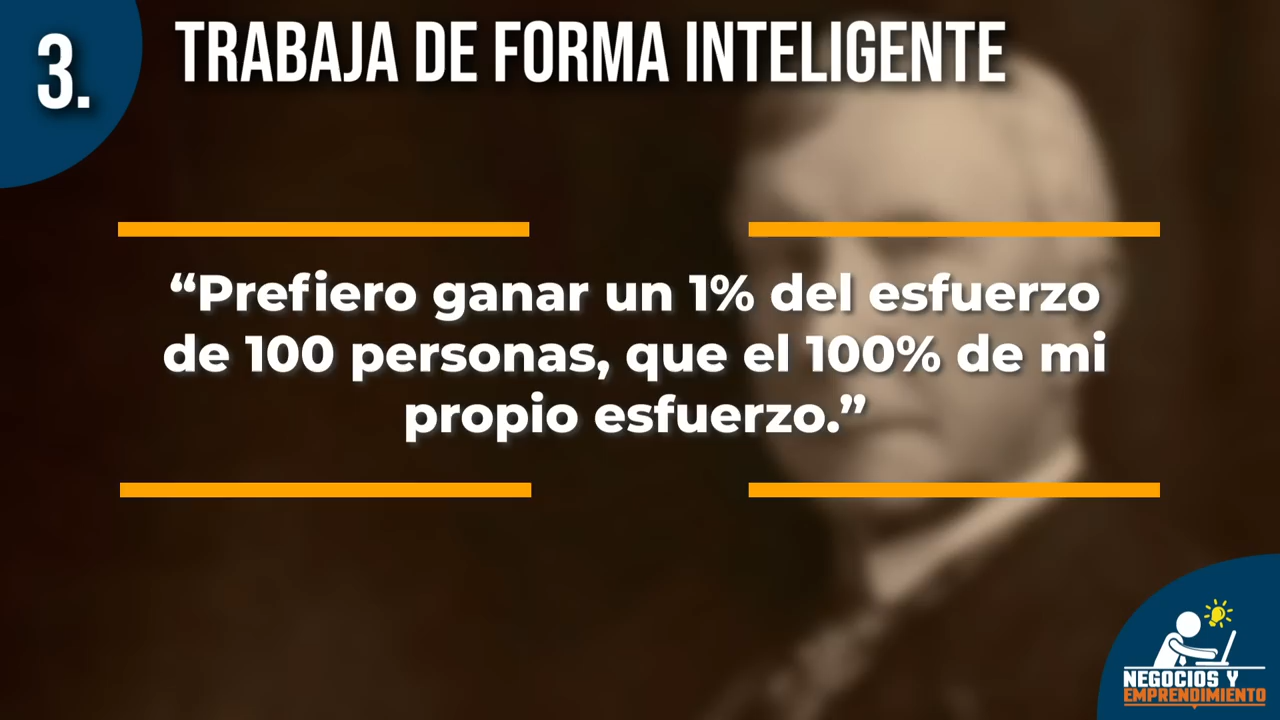 3.
TRABAJA DE FORMA INTELIGENTE
“Prefiero ganar un 1% del esfuerzo
de 100 personas, que el 100% de mi
propio esfuerzo.”
NEGOCIOS Y
EMPRENDIMIENTO